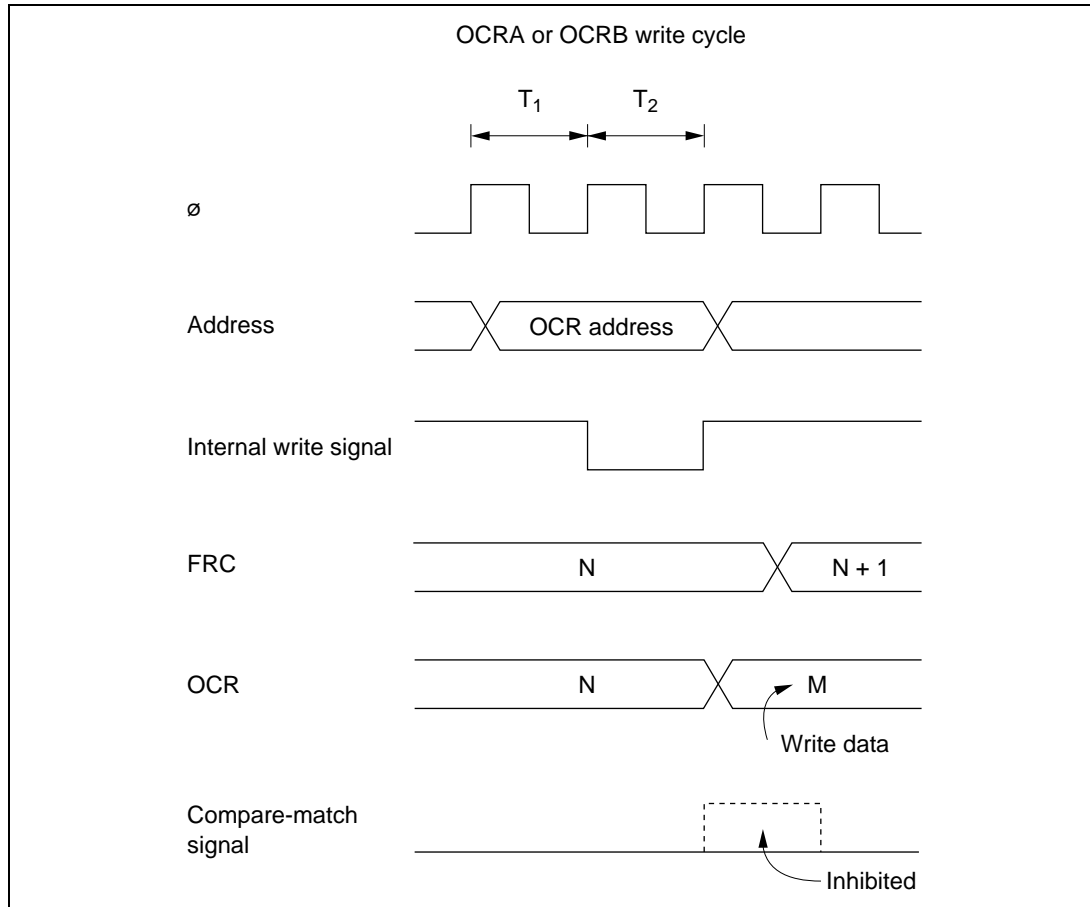 OCRA or OCRB write cycle
T₁ T₂
ø
Address OCR address
Internal write signal
FRC N N + 1
OCR N M
Write data
Compare-match
signal
Inhibited